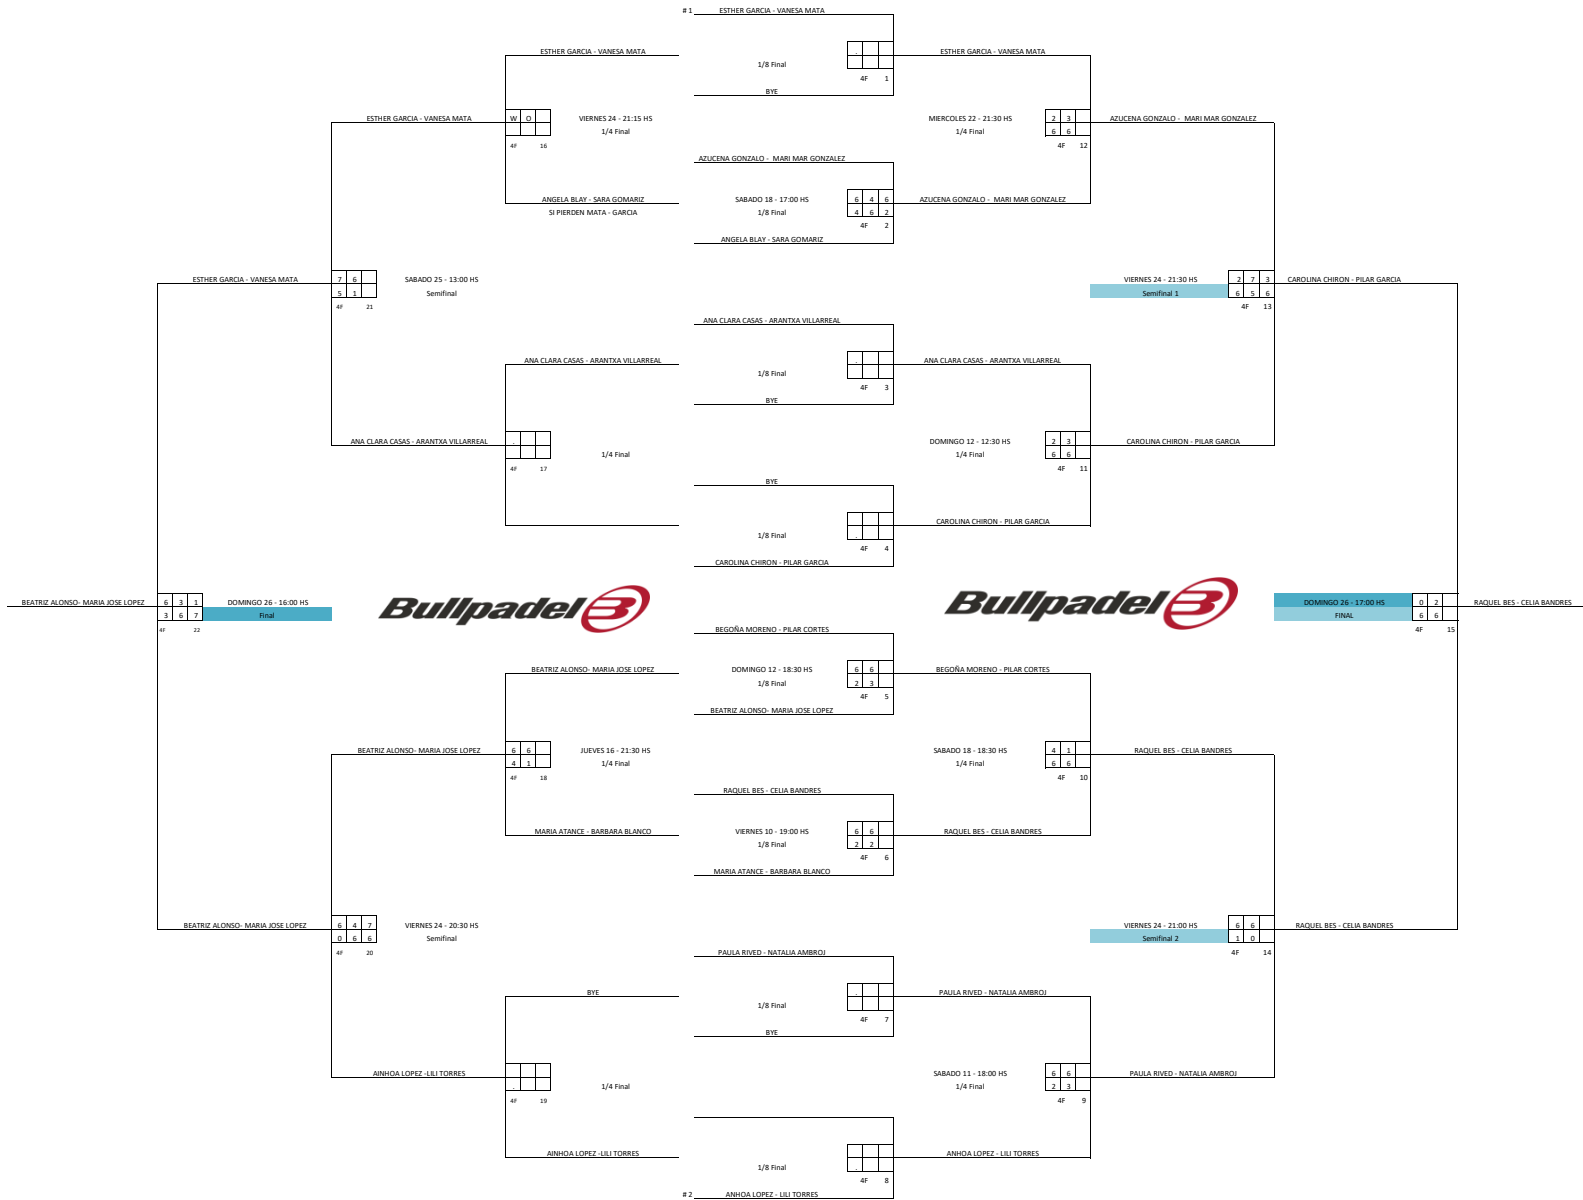 # 1 ESTHER GARCIA - VANESA MATA
ESTHER GARCIA - VANESA MATA . ESTHER GARCIA - VANESA MATA
1/8 Final
4F 1
BYE
ESTHER GARCIA - VANESA MATA W O VIERNES 24 - 21:15 HS MIERCOLES 22 - 21:30 HS 2 3 AZUCENA GONZALO - MARI MAR GONZALEZ
1/4 Final 1/4 Final 6 6
4F 16 4F 12
AZUCENA GONZALO - MARI MAR GONZALEZ
ANGELA BLAY - SARA GOMARIZ SABADO 18 - 17:00 HS 6 4 6 AZUCENA GONZALO - MARI MAR GONZALEZ
SI PIERDEN MATA - GARCIA 1/8 Final 4 6 2
4F 2
ANGELA BLAY - SARA GOMARIZ
ESTHER GARCIA - VANESA MATA 7 6 SABADO 25 - 13:00 HS VIERNES 24 - 21:30 HS 2 7 3 CAROLINA CHIRON - PILAR GARCIA
5 1 Semifinal Semifinal 1 6 5 6
4F 21 4F 13
ANA CLARA CASAS - ARANTXA VILLARREAL
ANA CLARA CASAS - ARANTXA VILLARREAL . ANA CLARA CASAS - ARANTXA VILLARREAL
1/8 Final
4F 3
BYE
ANA CLARA CASAS - ARANTXA VILLARREAL . DOMINGO 12 - 12:30 HS 2 3 CAROLINA CHIRON - PILAR GARCIA
1/4 Final 1/4 Final 6 6
4F 17 4F 11
BYE
CAROLINA CHIRON - PILAR GARCIA
1/8 Final .
4F 4
CAROLINA CHIRON - PILAR GARCIA
BEATRIZ ALONSO- MARIA JOSE LOPEZ 6 3 1 DOMINGO 26 - 16:00 HS Bullpadel Bullpadel DOMINGO 26 - 17:00 HS 0 2 RAQUEL BES - CELIA BANDRES
3 6 7 Final FINAL 6 6
4F 22 4F 15
BEGOÑA MORENO - PILAR CORTES
BEATRIZ ALONSO- MARIA JOSE LOPEZ DOMINGO 12 - 18:30 HS 6 6 BEGOÑA MORENO - PILAR CORTES
1/8 Final 2 3
4F 5
BEATRIZ ALONSO- MARIA JOSE LOPEZ
BEATRIZ ALONSO- MARIA JOSE LOPEZ 6 6 JUEVES 16 - 21:30 HS SABADO 18 - 18:30 HS 4 1 RAQUEL BES - CELIA BANDRES
4 1 1/4 Final 1/4 Final 6 6
4F 18 4F 10
RAQUEL BES - CELIA BANDRES
MARIA ATANCE - BARBARA BLANCO VIERNES 10 - 19:00 HS 6 6 RAQUEL BES - CELIA BANDRES
1/8 Final 2 2
4F 6
MARIA ATANCE - BARBARA BLANCO
BEATRIZ ALONSO- MARIA JOSE LOPEZ 6 4 7 VIERNES 24 - 20:30 HS VIERNES 24 - 21:00 HS 6 6 RAQUEL BES - CELIA BANDRES
0 6 6 Semifinal Semifinal 2 1 0
4F 20 4F 14
PAULA RIVED - NATALIA AMBROJ
BYE . PAULA RIVED - NATALIA AMBROJ
1/8 Final
4F 7
BYE
AINHOA LOPEZ -LILI TORRES SABADO 11 - 18:00 HS 6 6 PAULA RIVED - NATALIA AMBROJ
. 1/4 Final 1/4 Final 2 3
4F 19 4F 9
AINHOA LOPEZ -LILI TORRES ANHOA LOPEZ - LILI TORRES
1/8 Final .
4F 8
# 2 ANHOA LOPEZ - LILI TORRES